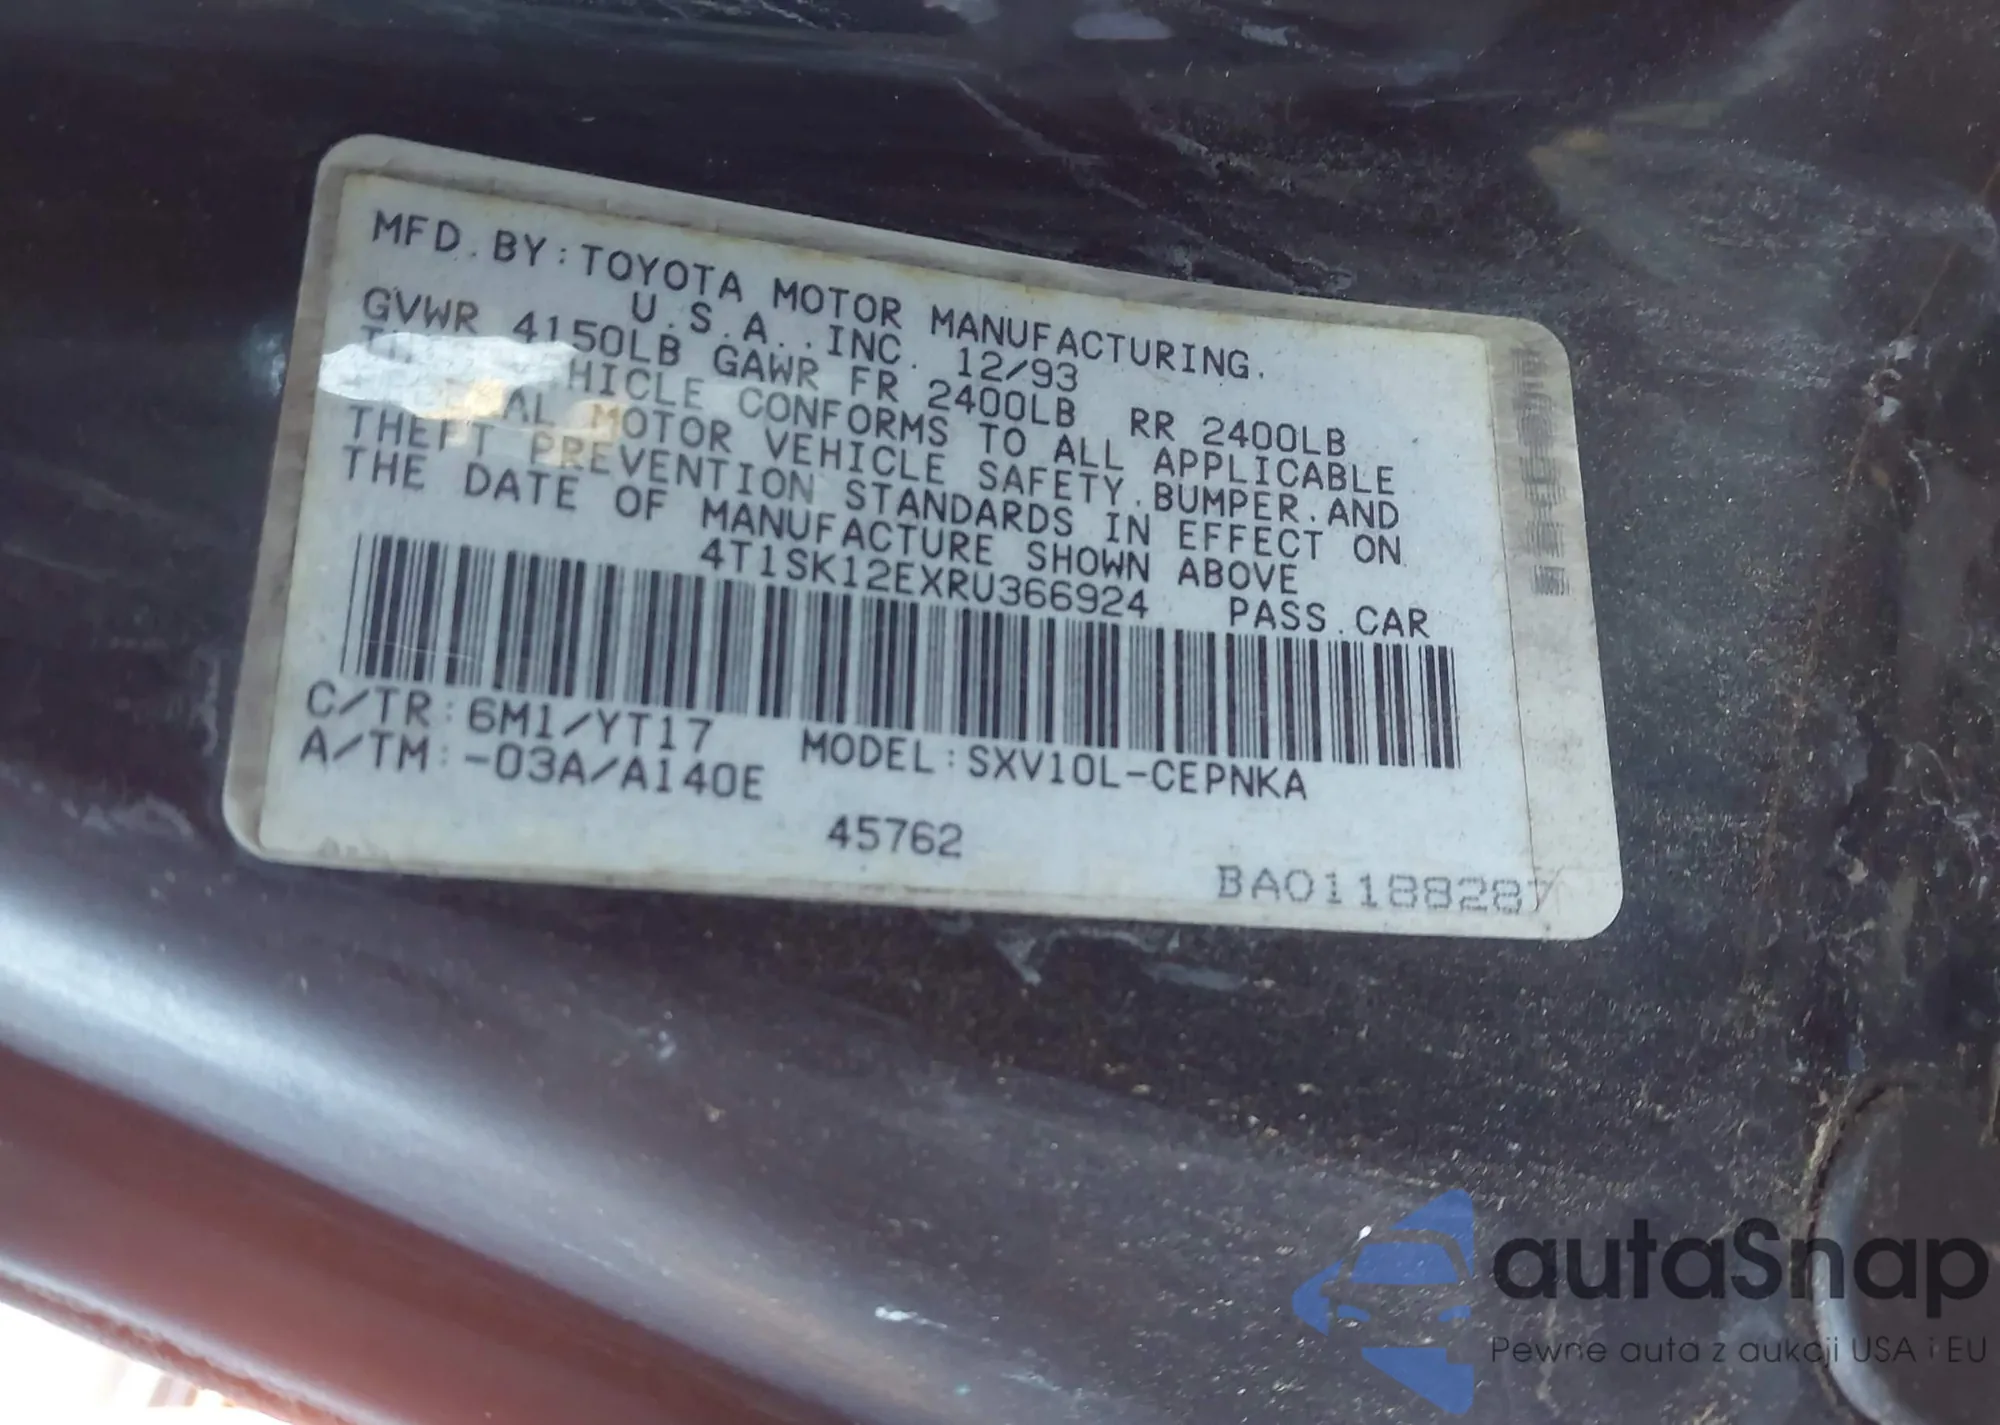 MFD. BY: TOYOTA MOTOR MANUFACTURING.
U.S.A., INC. 12/93
GVWR 4150LB GAWR FR 2400LB RR 2400LB
CONFORMS TO ALL APPLICABLE
MOTOR VEHICLE SAFETY, BUMPER, AND
THEFT PREVENTION STANDARDS IN EFFECT ON
THE DATE OF MANUFACTURE SHOWN ABOVE
4T1SK12EXRU366924 PASS. CAR
C/TR: 6M1/YT17 MODEL: SXV10L-CEPNKA
A/TM: -03A/A140E
45762
BA01188287
autaSnap
Pewne auta z aukcji USA i EU